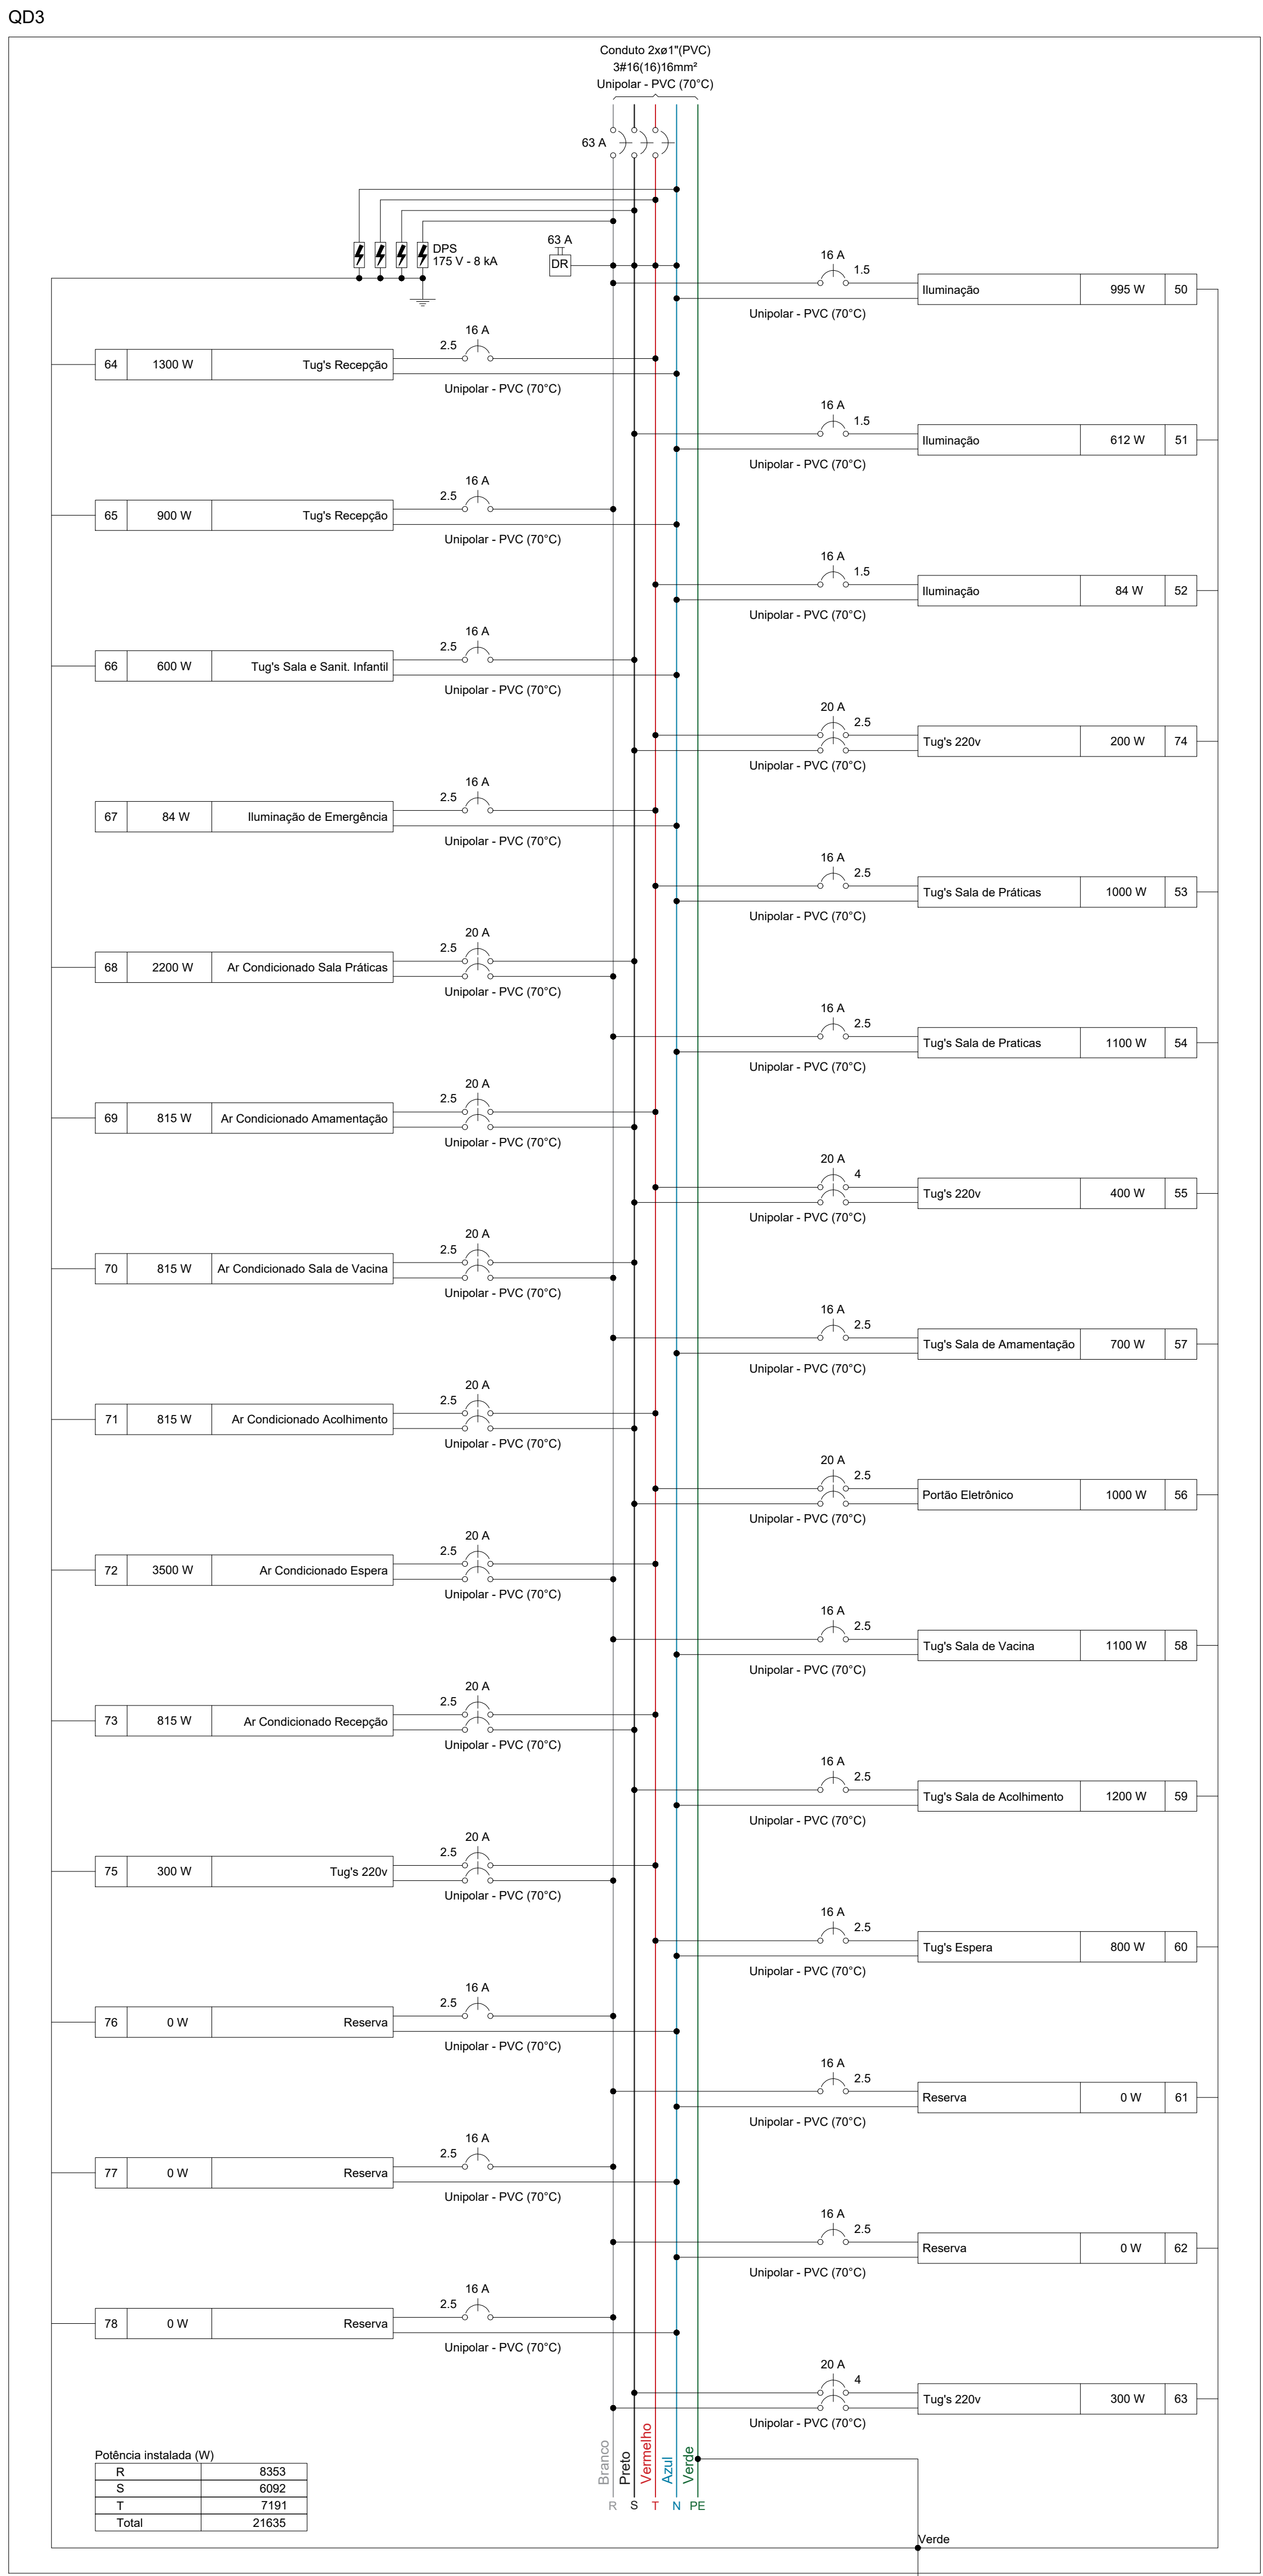 QD3
Conduto 2xø1"(PVC)
3#16(16)16mm²
Unipolar - PVC (70°C)
63 A
DPS
175 V - 8 kA
63 A
DR
16 A
1.5
Iluminação 995 W 50
Unipolar - PVC (70°C)
16 A
2.5
64 1300 W Tug's Recepção
Unipolar - PVC (70°C)
16 A
1.5
Iluminação 612 W 51
Unipolar - PVC (70°C)
16 A
2.5
65 900 W Tug's Recepção
Unipolar - PVC (70°C)
16 A
1.5
Iluminação 84 W 52
Unipolar - PVC (70°C)
16 A
2.5
66 600 W Tug's Sala e Sanit. Infantil
Unipolar - PVC (70°C)
20 A
2.5
Tug's 220v 200 W 74
Unipolar - PVC (70°C)
16 A
2.5
67 84 W Iluminação de Emergência
Unipolar - PVC (70°C)
16 A
2.5
Tug's Sala de Práticas 1000 W 53
Unipolar - PVC (70°C)
20 A
2.5
68 2200 W Ar Condicionado Sala Práticas
Unipolar - PVC (70°C)
16 A
2.5
Tug's Sala de Praticas 1100 W 54
Unipolar - PVC (70°C)
20 A
2.5
69 815 W Ar Condicionado Amamentação
Unipolar - PVC (70°C)
20 A
4
Tug's 220v 400 W 55
Unipolar - PVC (70°C)
20 A
2.5
70 815 W Ar Condicionado Sala de Vacina
Unipolar - PVC (70°C)
16 A
2.5
Tug's Sala de Amamentação 700 W 57
Unipolar - PVC (70°C)
20 A
2.5
71 815 W Ar Condicionado Acolhimento
Unipolar - PVC (70°C)
20 A
2.5
Portão Eletrônico 1000 W 56
Unipolar - PVC (70°C)
20 A
2.5
72 3500 W Ar Condicionado Espera
Unipolar - PVC (70°C)
16 A
2.5
Tug's Sala de Vacina 1100 W 58
Unipolar - PVC (70°C)
20 A
2.5
73 815 W Ar Condicionado Recepção
Unipolar - PVC (70°C)
16 A
2.5
Tug's Sala de Acolhimento 1200 W 59
Unipolar - PVC (70°C)
20 A
2.5
75 300 W Tug's 220v
Unipolar - PVC (70°C)
16 A
2.5
Tug's Espera 800 W 60
Unipolar - PVC (70°C)
16 A
2.5
76 0 W Reserva
Unipolar - PVC (70°C)
16 A
2.5
Reserva 0 W 61
Unipolar - PVC (70°C)
16 A
2.5
77 0 W Reserva
Unipolar - PVC (70°C)
16 A
2.5
Reserva 0 W 62
Unipolar - PVC (70°C)
16 A
2.5
78 0 W Reserva
Unipolar - PVC (70°C)
20 A
4
Tug's 220v 300 W 63
Unipolar - PVC (70°C)
Branco
Preto
Vermelho
Azul
Verde
R S T N PE
Potência instalada (W)
R 8353
S 6092
T 7191
Total 21635
Verde